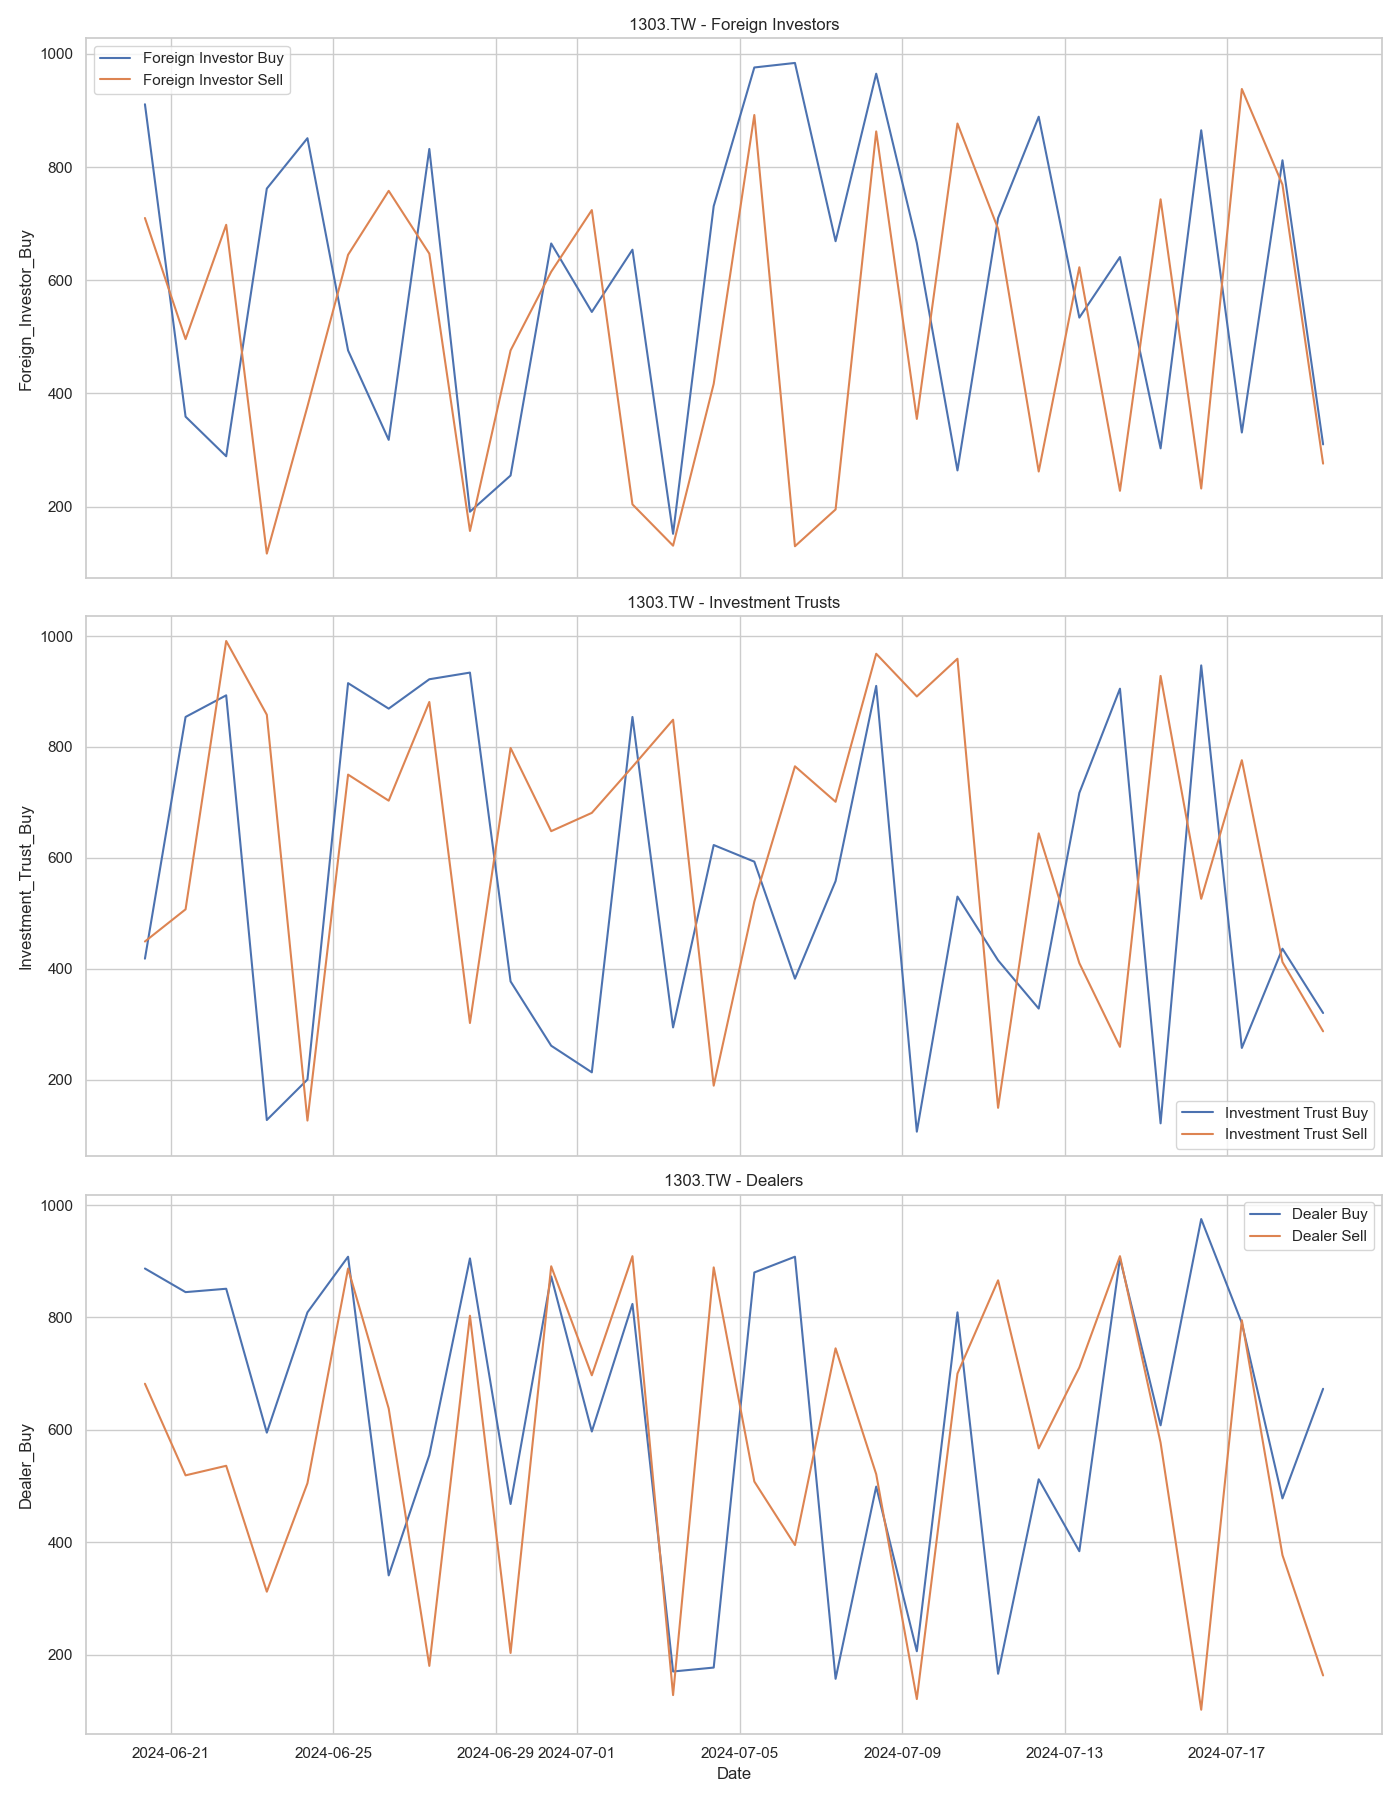 1303.TW - Foreign Investors
Foreign Investor Buy
Foreign Investor Sell
Foreign_Investor_Buy
1000
800
600
400
200
1303.TW - Investment Trusts
Investment_Trust_Buy
1000
800
600
400
200
Investment Trust Buy
Investment Trust Sell
1303.TW - Dealers
Dealer Buy
Dealer Sell
Dealer_Buy
1000
800
600
400
200
2024-06-21 2024-06-25 2024-06-29 2024-07-01 2024-07-05 2024-07-09 2024-07-13 2024-07-17
Date